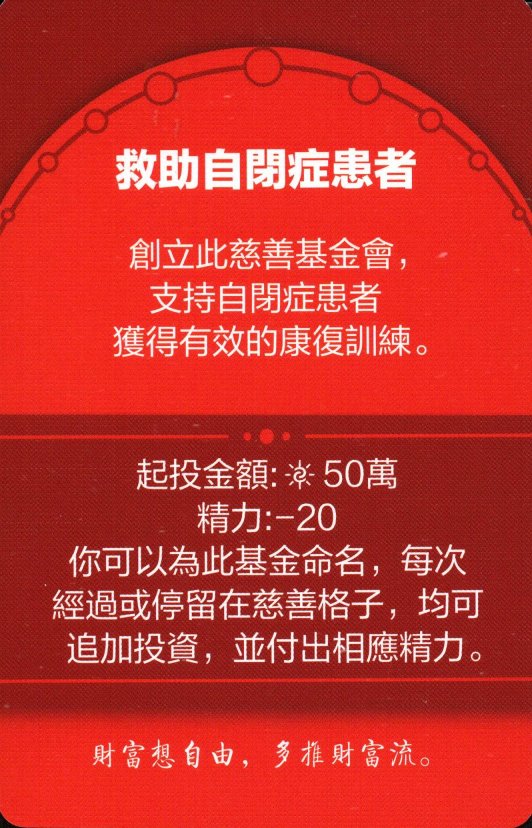 救助自閉症患者
創立此慈善基金會，
支持自閉症患者
獲得有效的康復訓練。
起投金額: 50萬
精力:-20
你可以為此基金命名，每次
經過或停留在慈善格子，均可
追加投資，並付出相應精力。
財富想自由，多推財富流。